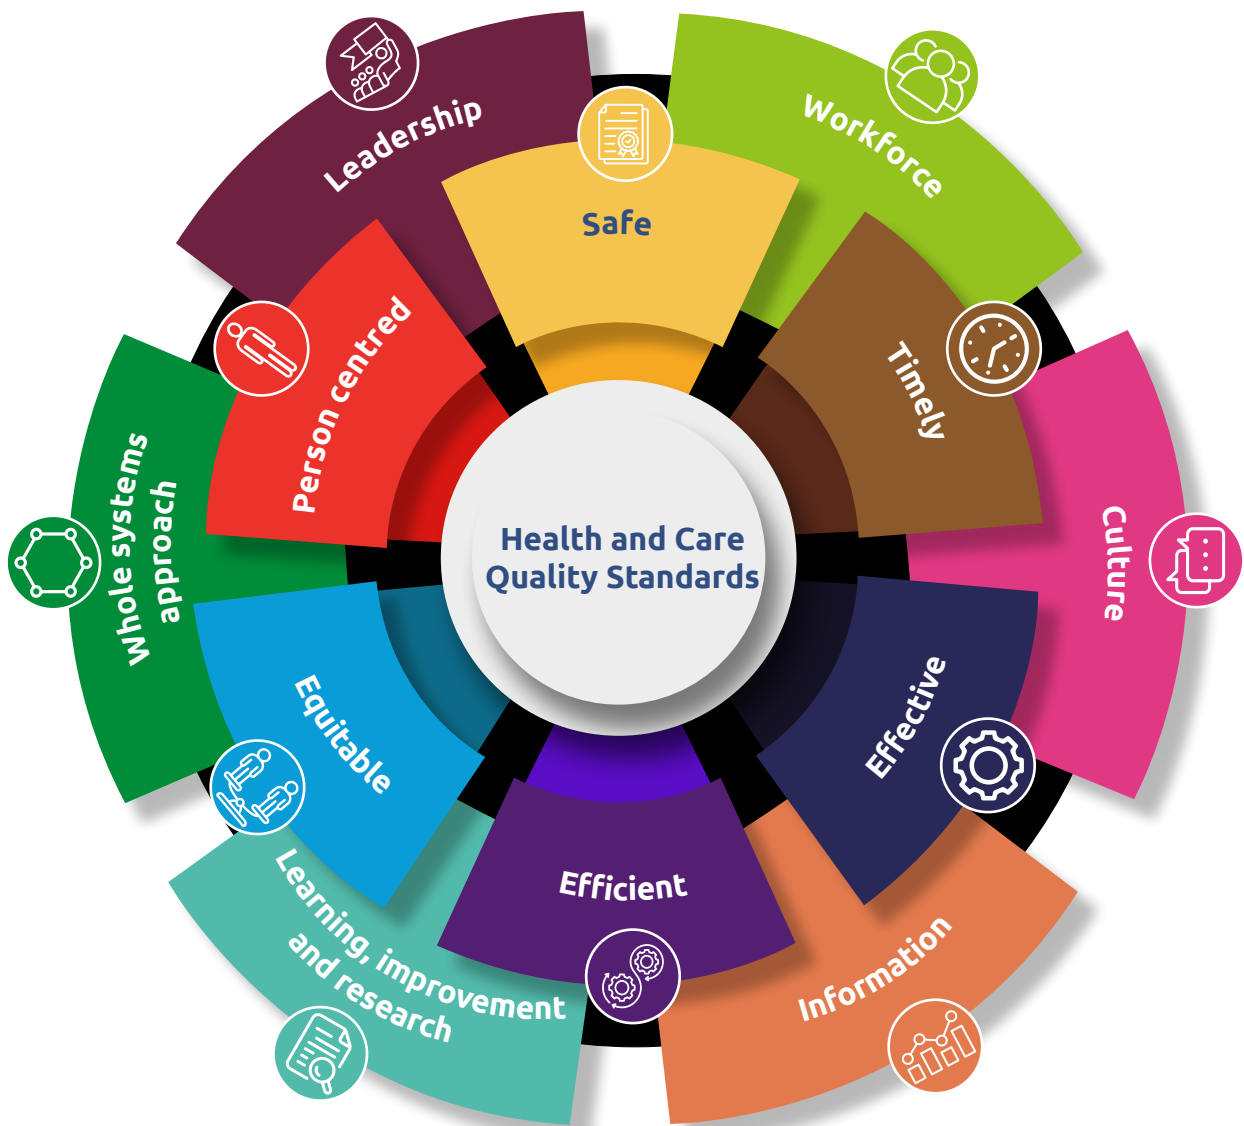 Leadership
Workforce
Safe
Person centred
Timely
Whole systems
approach
Health and Care
Quality Standards
Culture
Equitable
Effective
Efficient
Learning, improvement
and research
Information